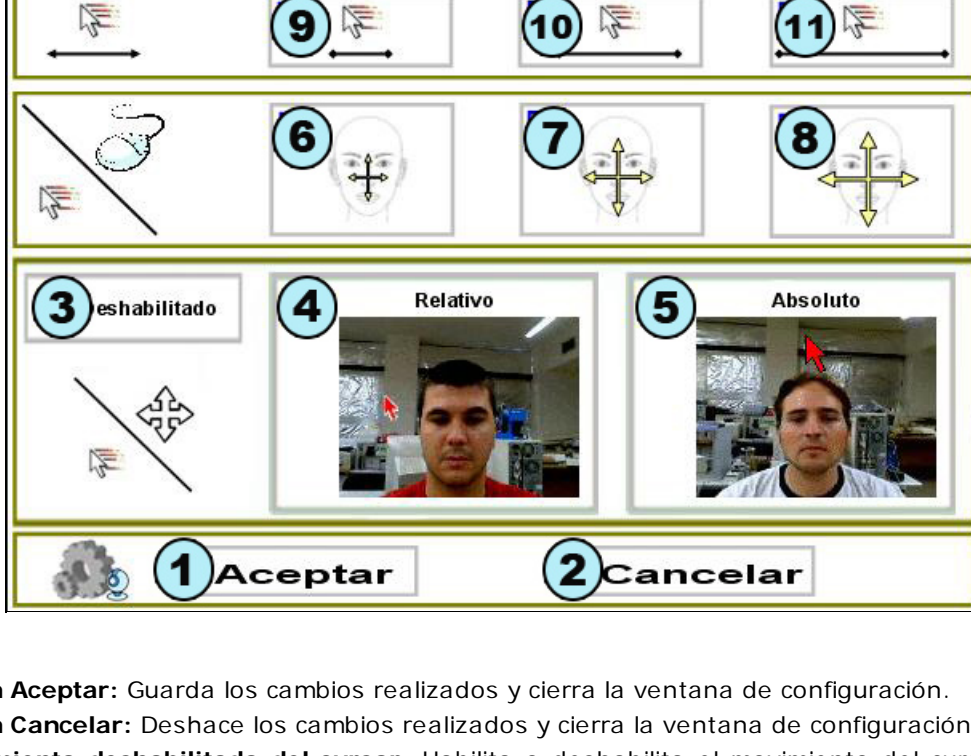 9 10 11
6 7 8
3 eshabilitado 4 Relativo 5 Absoluto
1 Aceptar 2 Cancelar
Aceptar: Guarda los cambios realizados y cierra la ventana de configuración.
Cancelar: Deshace los cambios realizados y cierra la ventana de configuración